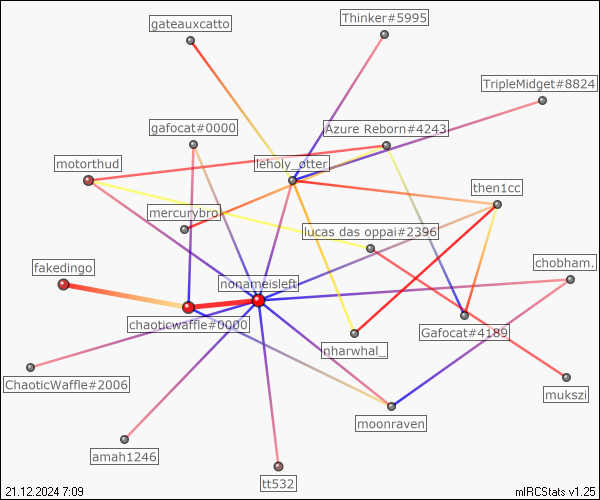 gateauxcatto
Thinker#5995
TripleMidget#8824
gafocat#0000
Azure Reborn#4243
motorthud
leholy_otter
then1cc
mercurybro
lucas das oppai#2396
fakedingo
nonameisleft
chobham.
chaoticwaffle#0000
Gafocat#4189
nharwhal_
ChaoticWaffle#2006
mukszi
moonraven
amah1246
tt532
21.12.2024 7:09
mIRCStats v1.25